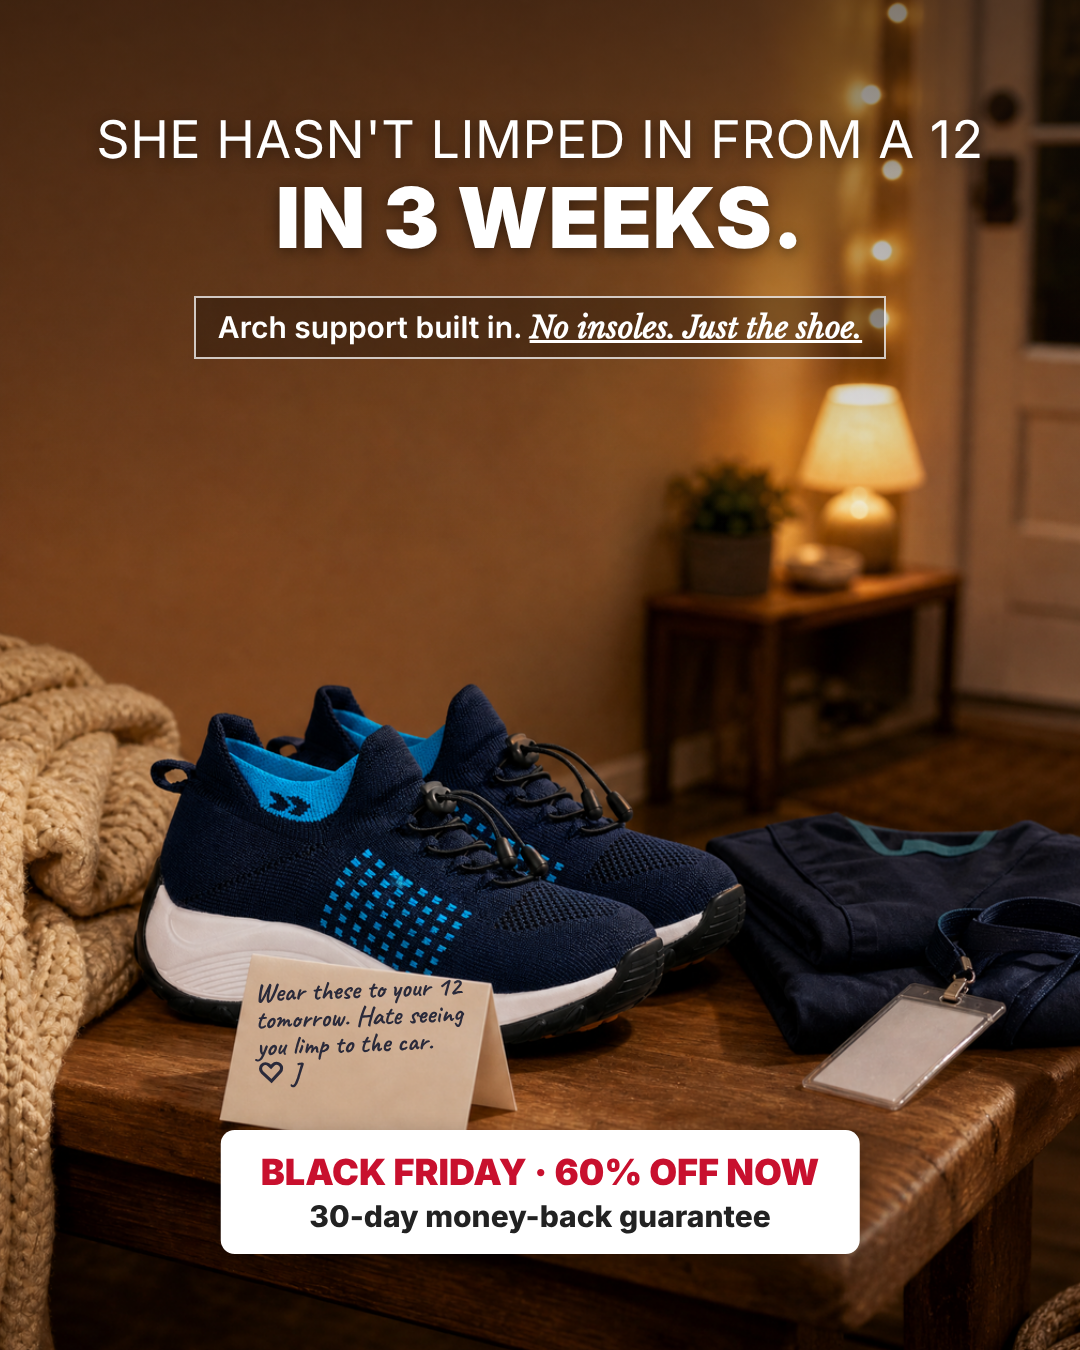 SHE HASN'T LIMPED IN FROM A 12
IN 3 WEEKS.
Arch support built in. No insoles. Just the shoe.
Wear these to your 12
tomorrow. Hate seeing
you limp to the car.
♡ J
BLACK FRIDAY · 60% OFF NOW
30-day money-back guarantee